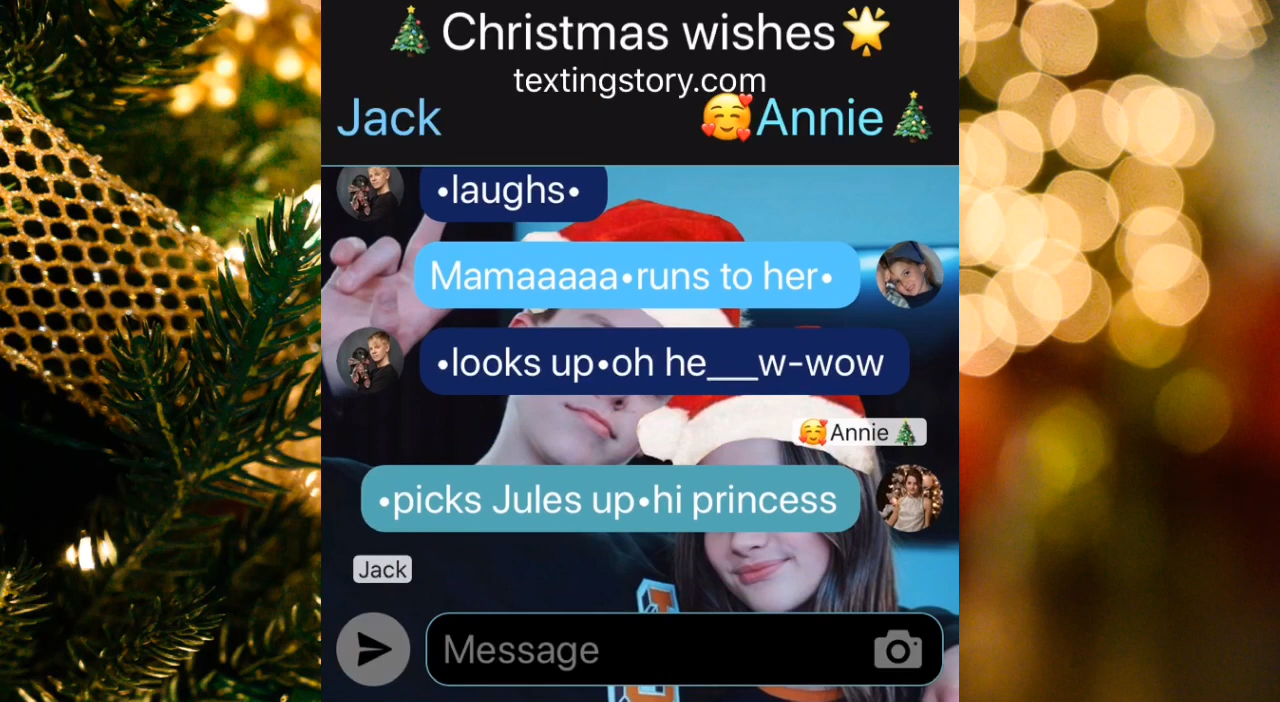 🎄Christmas wishes🌟
textingstory.com
Jack
🥰Annie🎄
•laughs•
Mamaaaaa•runs to her•
•looks up•oh he___w-wow
🥰Annie🎄
•picks Jules up•hi princess
Jack
Message